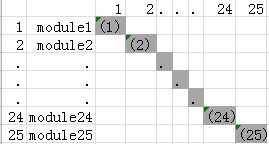 1 2 . . . 24 25
1 module1 (1)
2 module2 (2)
. . .
. . .
. . .
24 module24 (24)
25 module25 (25)